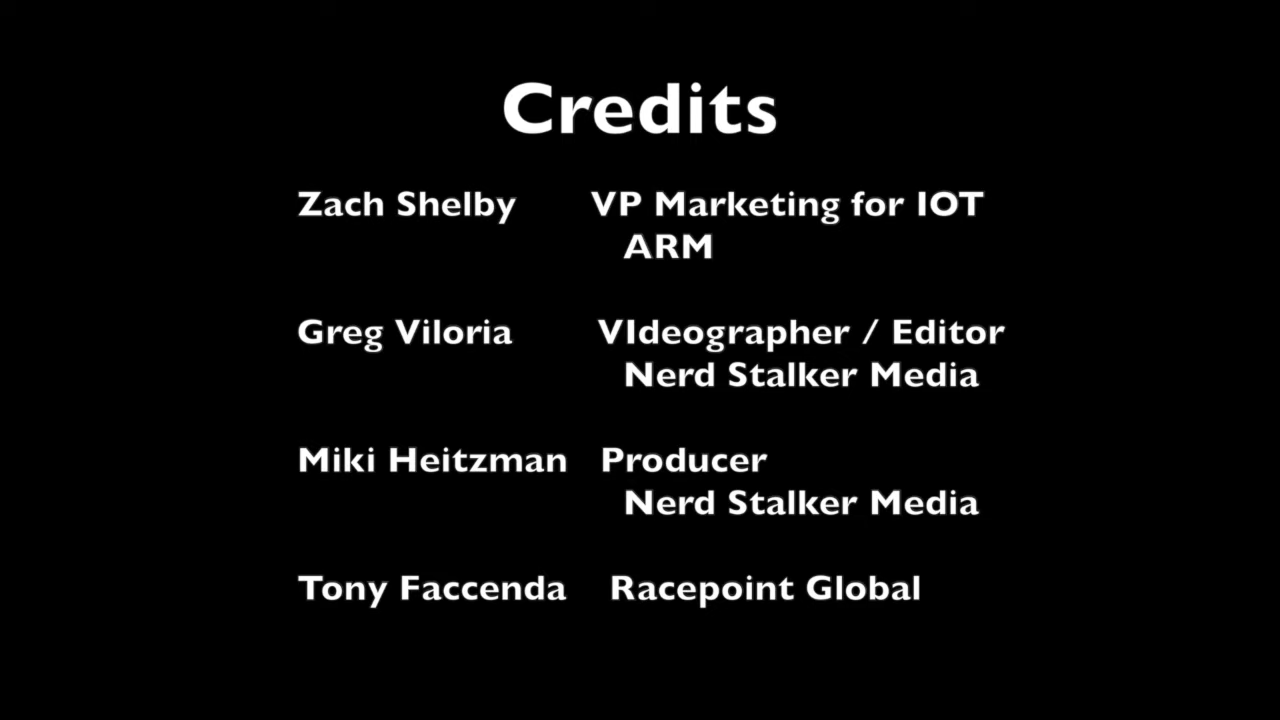 Credits
Zach Shelby VP Marketing for IOT
ARM
Greg Viloria VIdeographer / Editor
Nerd Stalker Media
Miki Heitzman Producer
Nerd Stalker Media
Tony Faccenda Racepoint Global